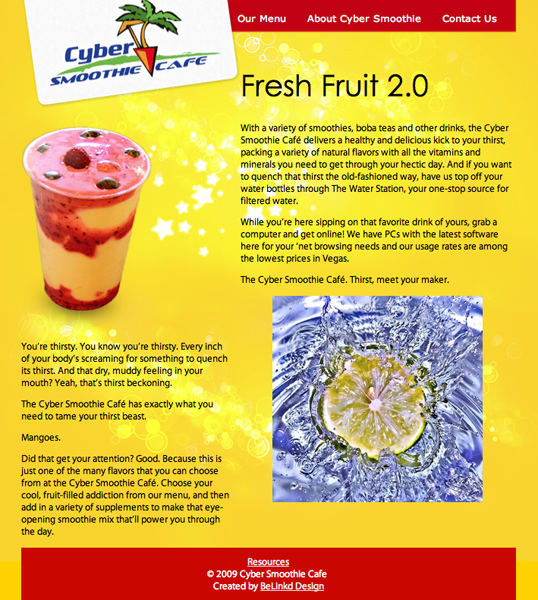 Cyber
SMOOTHIE CAFE
Our Menu About Cyber Smoothie Contact Us
Fresh Fruit 2.0
With a variety of smoothies, boba teas and other drinks, the Cyber
Smoothie Café delivers a healthy and delicious kick to your thirst,
packing a variety of natural flavors with all the vitamins and
minerals you need to get through your hectic day. And if you want
to quench that thirst the old-fashioned way, have us top off your
water bottles through The Water Station, your one-stop source for
filtered water.
While you're here sipping on that favorite drink of yours, grab a
computer and get online! We have PCs with the latest software
here for your 'net browsing needs and our usage rates are among
the lowest prices in Vegas.
The Cyber Smoothie Café. Thirst, meet your maker.
You're thirsty. You know you're thirsty. Every inch
of your body's screaming for something to quench
its thirst. And that dry, muddy feeling in your
mouth? Yeah, that's thirst beckoning.
The Cyber Smoothie Café has exactly what you
need to tame your thirst beast.
Mangoes.
Did that get your attention? Good. Because this is
just one of the many flavors that you can choose
from at the Cyber Smoothie Café. Choose your
cool, fruit-filled addiction from our menu, and then
add in a variety of supplements to make that eye-
opening smoothie mix that'll power you through
the day.
Resources
© 2009 Cyber Smoothie Cafe
Created by BeLinkd Design